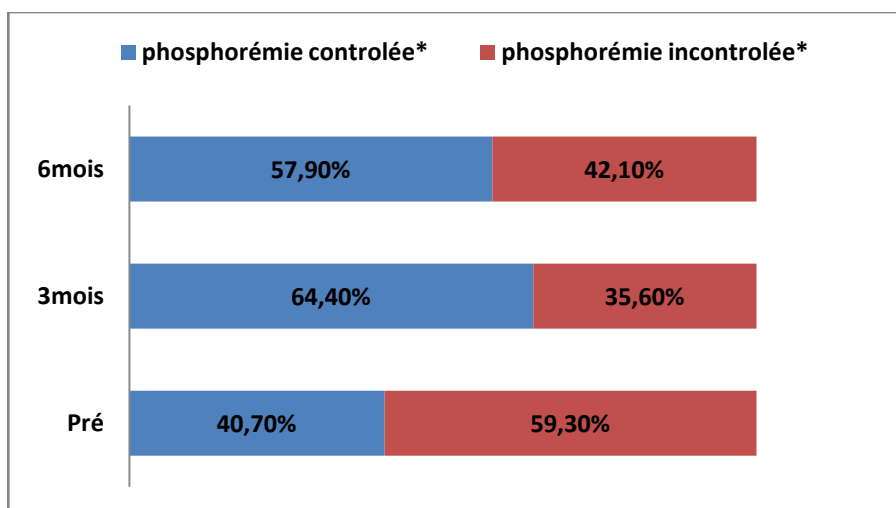 phosphorémie controlée* phosphorémie incontrolée*
6mois 57,90% 42,10%
3mois 64,40% 35,60%
Pré 40,70% 59,30%